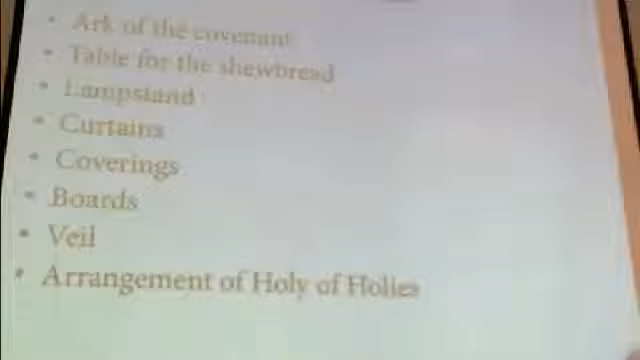 • Ark of the covenant
• Table for the shewbread
• Lampstand
• Curtains
• Coverings
• Boards
• Veil
• Arrangement of Holy of Holies